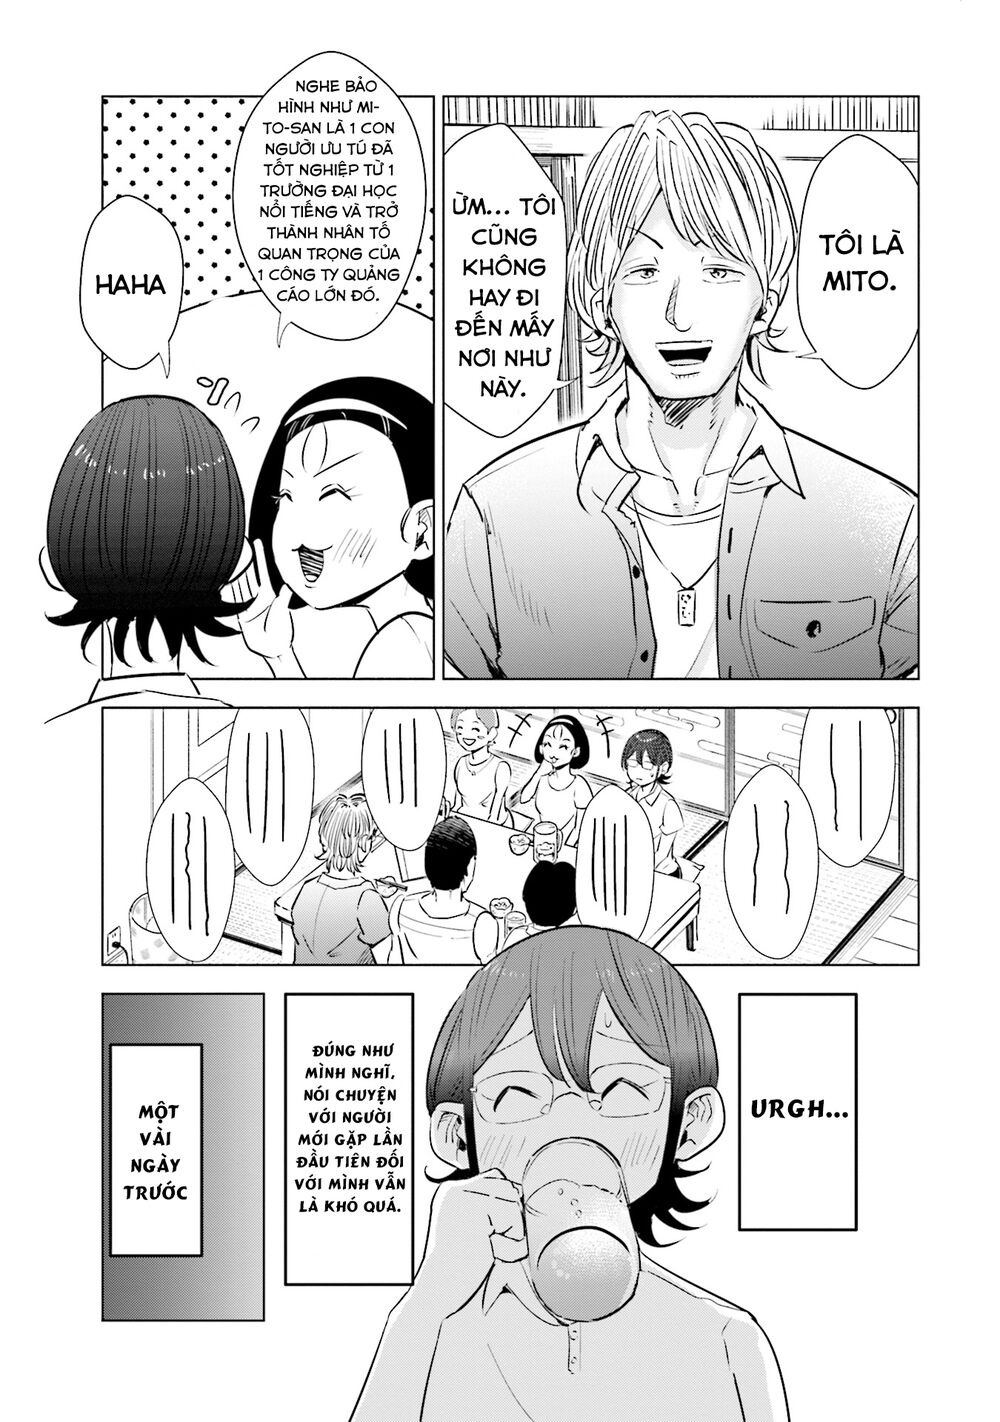 TÔI LÀ
MITO.
ỪM... TÔI
CŨNG
KHÔNG
HAY ĐI
ĐẾN MẤY
NƠI NHƯ
NÀY.
NGHE BẢO
HÌNH NHƯ MI-
TO-SAN LÀ 1 CON
NGƯỜI ƯU TÚ ĐÃ
TỐT NGHIỆP TỪ 1
TRƯỜNG ĐẠI HỌC
NỔI TIẾNG VÀ TRỞ
THÀNH NHÂN TỐ
QUAN TRỌNG CỦA
1 CÔNG TY QUẢNG
CÁO LỚN ĐÓ.
HAHA
URGH...
ĐÚNG NHƯ
MÌNH NGHĨ,
NÓI CHUYỆN
VỚI NGƯỜI
MỚI GẶP LẦN
ĐẦU TIÊN ĐỐI
VỚI MÌNH VẪN
LÀ KHÓ QUÁ.
MỘT
VÀI
NGÀY
TRƯỚC